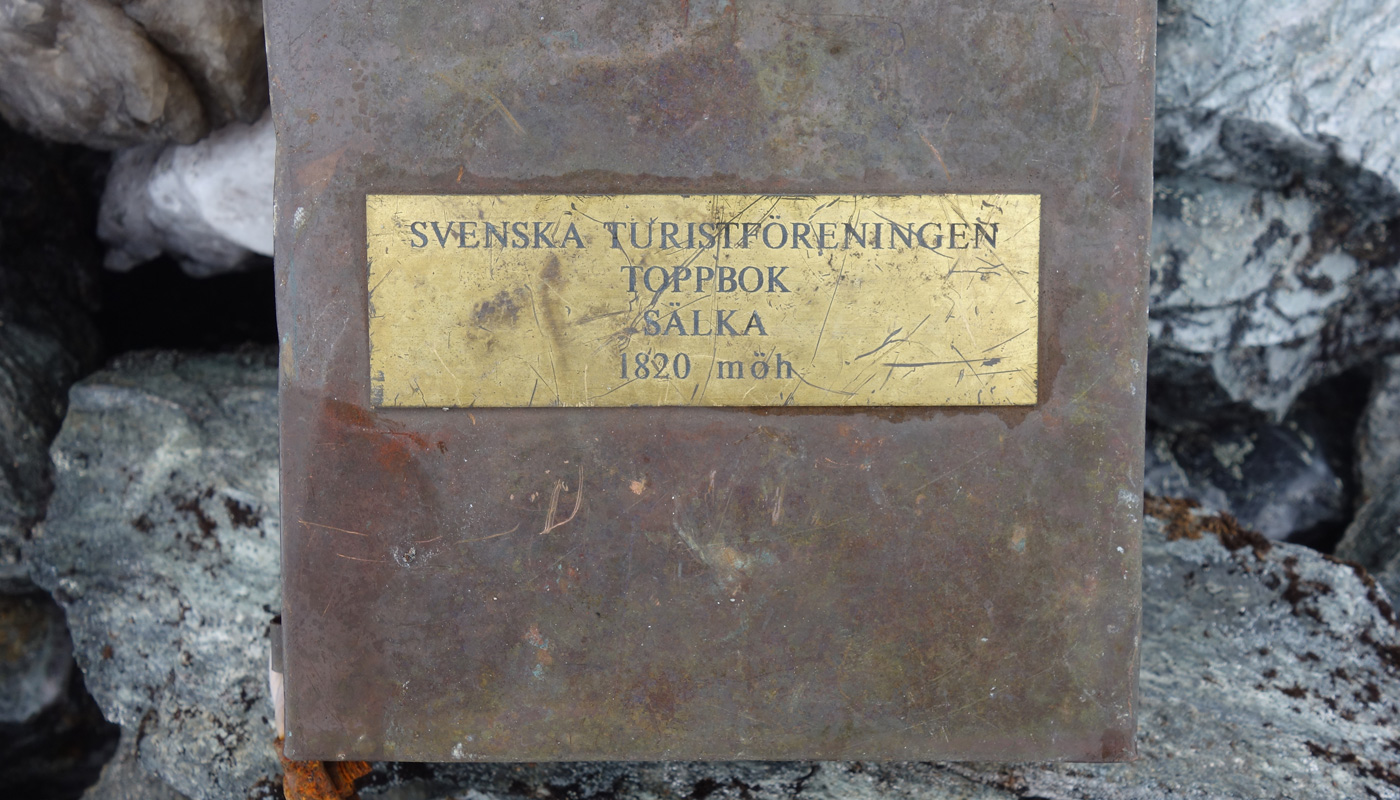 SVENSKA TURISTFÖRENINGEN
TOPPBOK
SÄLKA
1820 möh